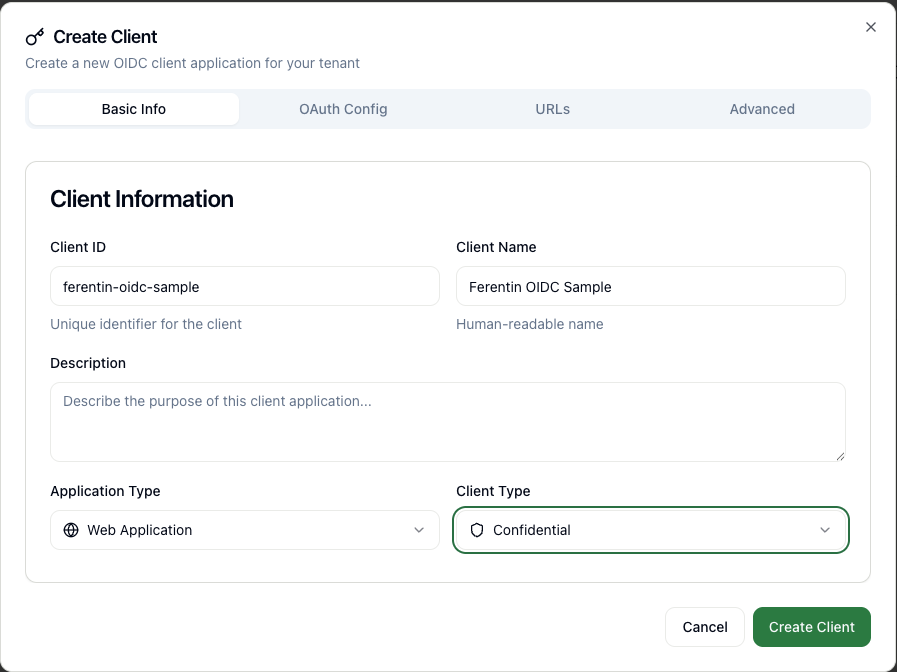 Create Client
Create a new OIDC client application for your tenant
Basic Info
OAuth Config
URLs
Advanced
Client Information
Client ID
Client Name
ferentin-oidc-sample
Ferentin OIDC Sample
Unique identifier for the client
Human-readable name
Description
Describe the purpose of this client application...
Application Type
Client Type
Web Application
Confidential
Cancel
Create Client